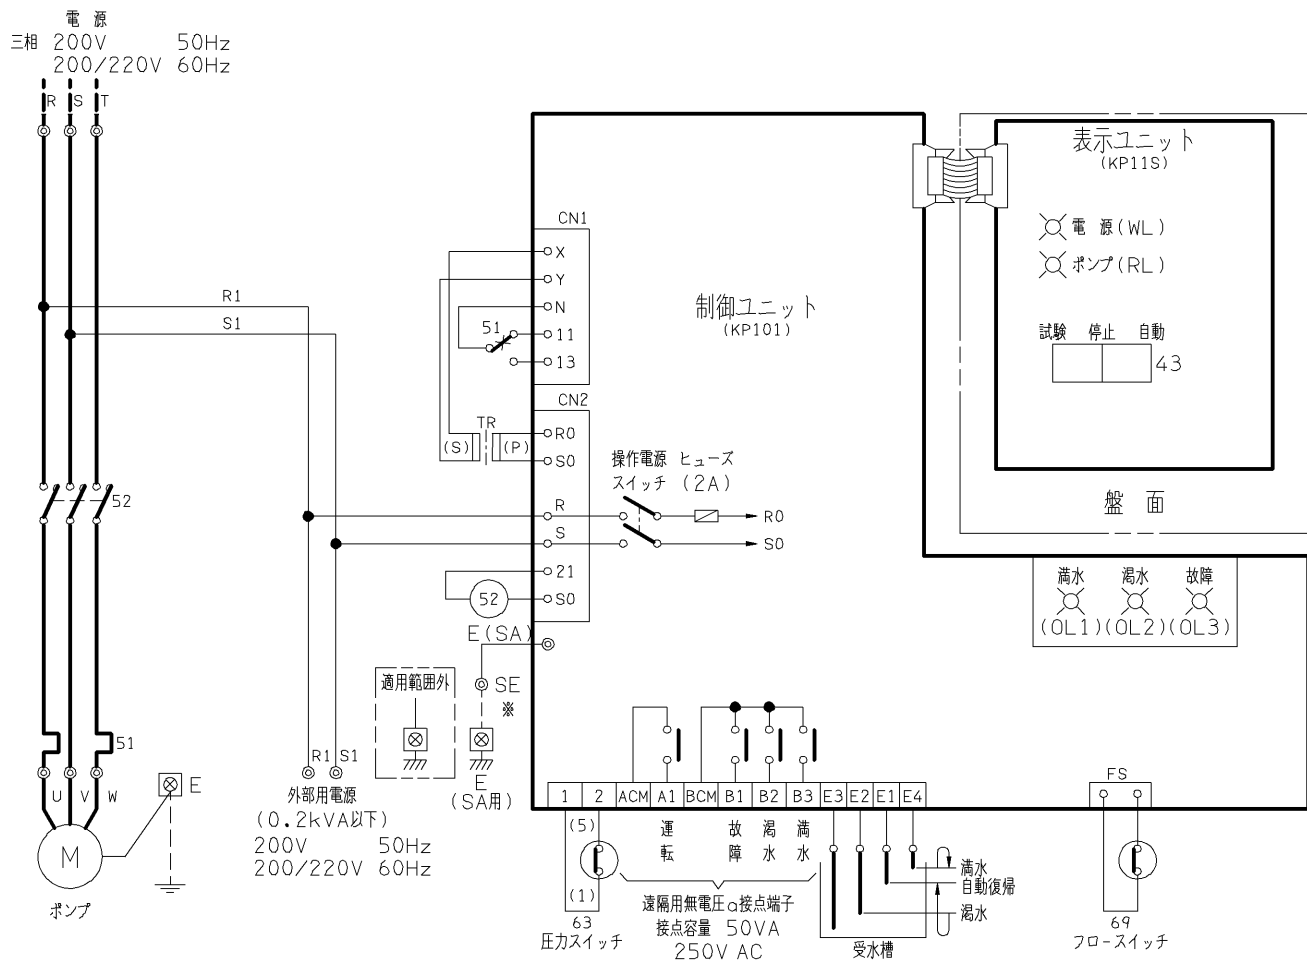 電 源
三相 200V 50Hz
200/220V 60Hz
R S T
R1
S1
52
51
U V W
E
M
ポンプ
R1 S1
外部用電源
(0.2kVA以下)
200V 50Hz
200/220V 60Hz
適用範囲外
CN1
X
Y
N
11
13
51
CN2
TR
(S) (P)
R0
S0
R
S
21
S0
52
E(SA)
SE
※
E
(SA用)
制御ユニット
(KP101)
操作電源 ヒューズ
スイッチ (2A)
R0
S0
表示ユニット
(KP11S)
電 源(WL)
ポンプ(RL)
試験 停止 自動
43
盤 面
満水 渇水 故障
(OL1)(OL2)(OL3)
1 2 ACM A1 BCM B1 B2 B3 E3 E2 E1 E4
FS
(5)
(1)
63
圧力スイッチ
運転
故障
渇水
満水
遠隔用無電圧a接点端子
接点容量 50VA
250V AC
満水
自動復帰
渇水
受水槽
69
フロースイッチ